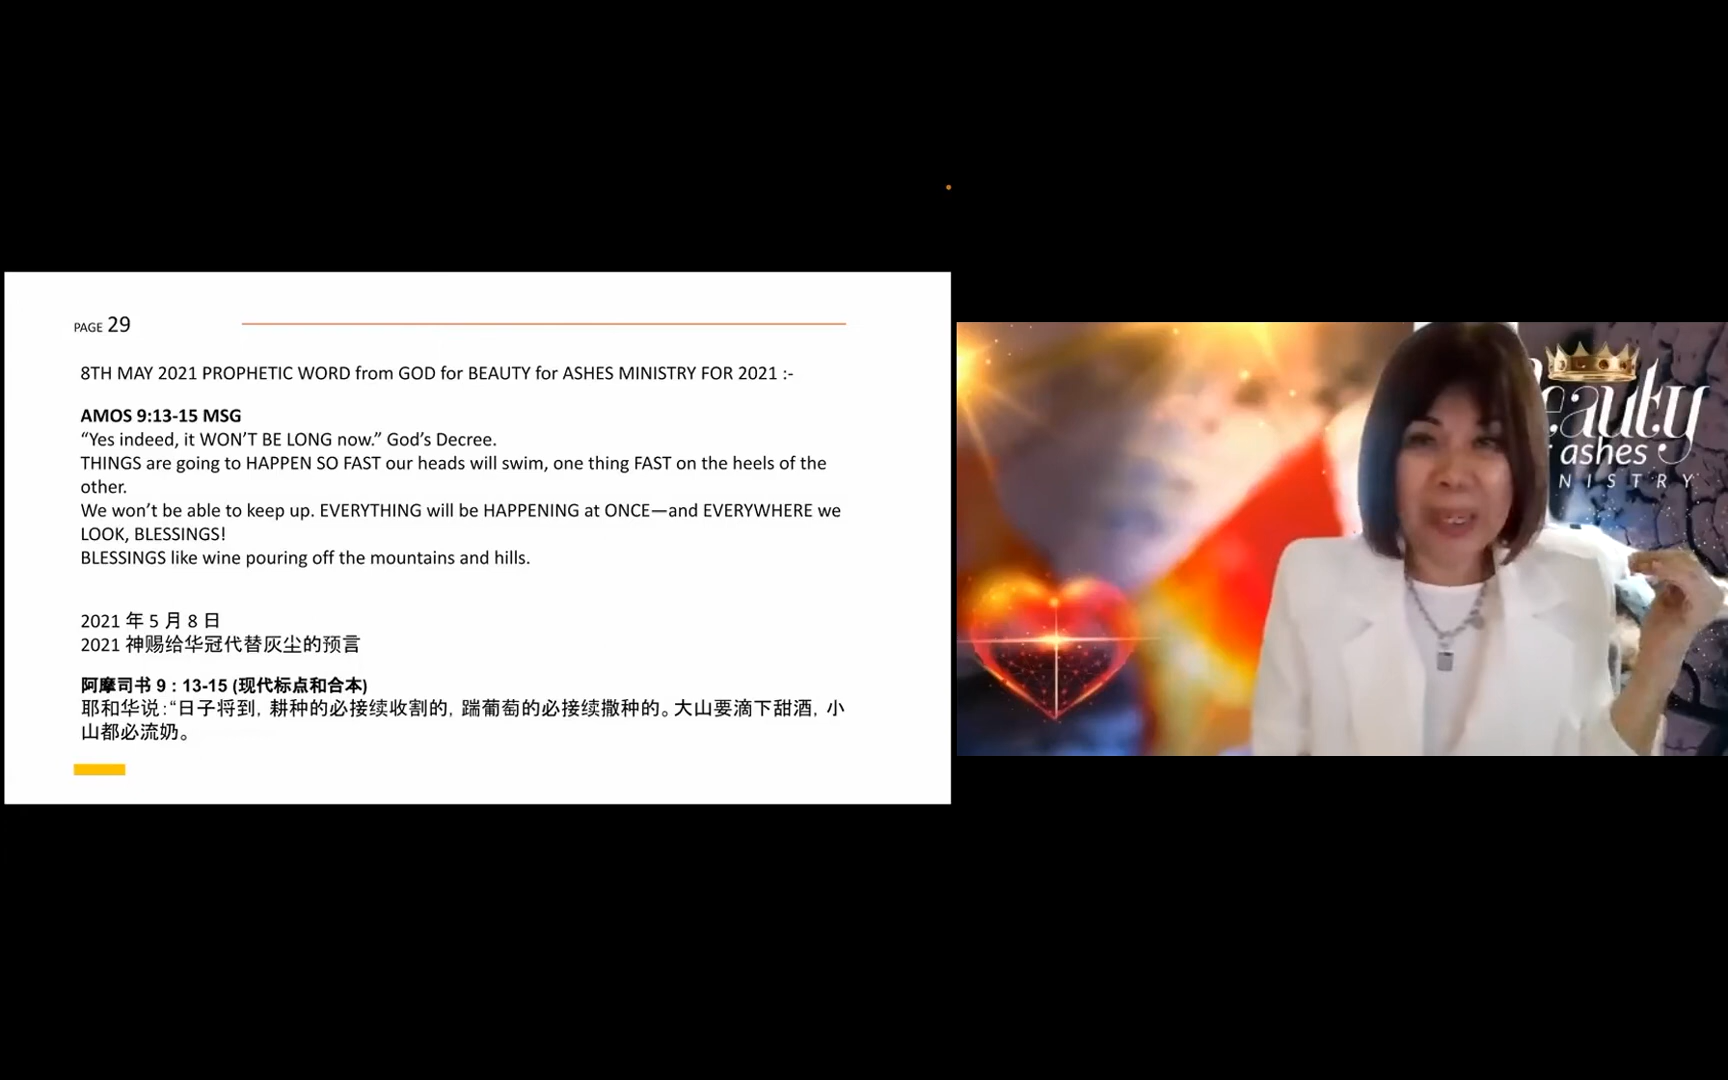 PAGE 29
8TH MAY 2021 PROPHETIC WORD from GOD for BEAUTY for ASHES MINISTRY FOR 2021 :-
AMOS 9:13-15 MSG
“Yes indeed, it WON’T BE LONG now.” God’s Decree.
THINGS are going to HAPPEN SO FAST our heads will swim, one thing FAST on the heels of the
other.
We won’t be able to keep up. EVERYTHING will be HAPPENING at ONCE—and EVERYWHERE we
LOOK, BLESSINGS!
BLESSINGS like wine pouring off the mountains and hills.
2021 年 5 月 8 日
2021 神赐给华冠代替灰尘的预言
阿摩司书 9 : 13-15 (现代标点和合本)
耶和华说：“日子将到，耕种的必接续收割的，踹葡萄的必接续撒种的。大山要滴下甜酒，小
山都必流奶。
eauty
ashes
NISTRY